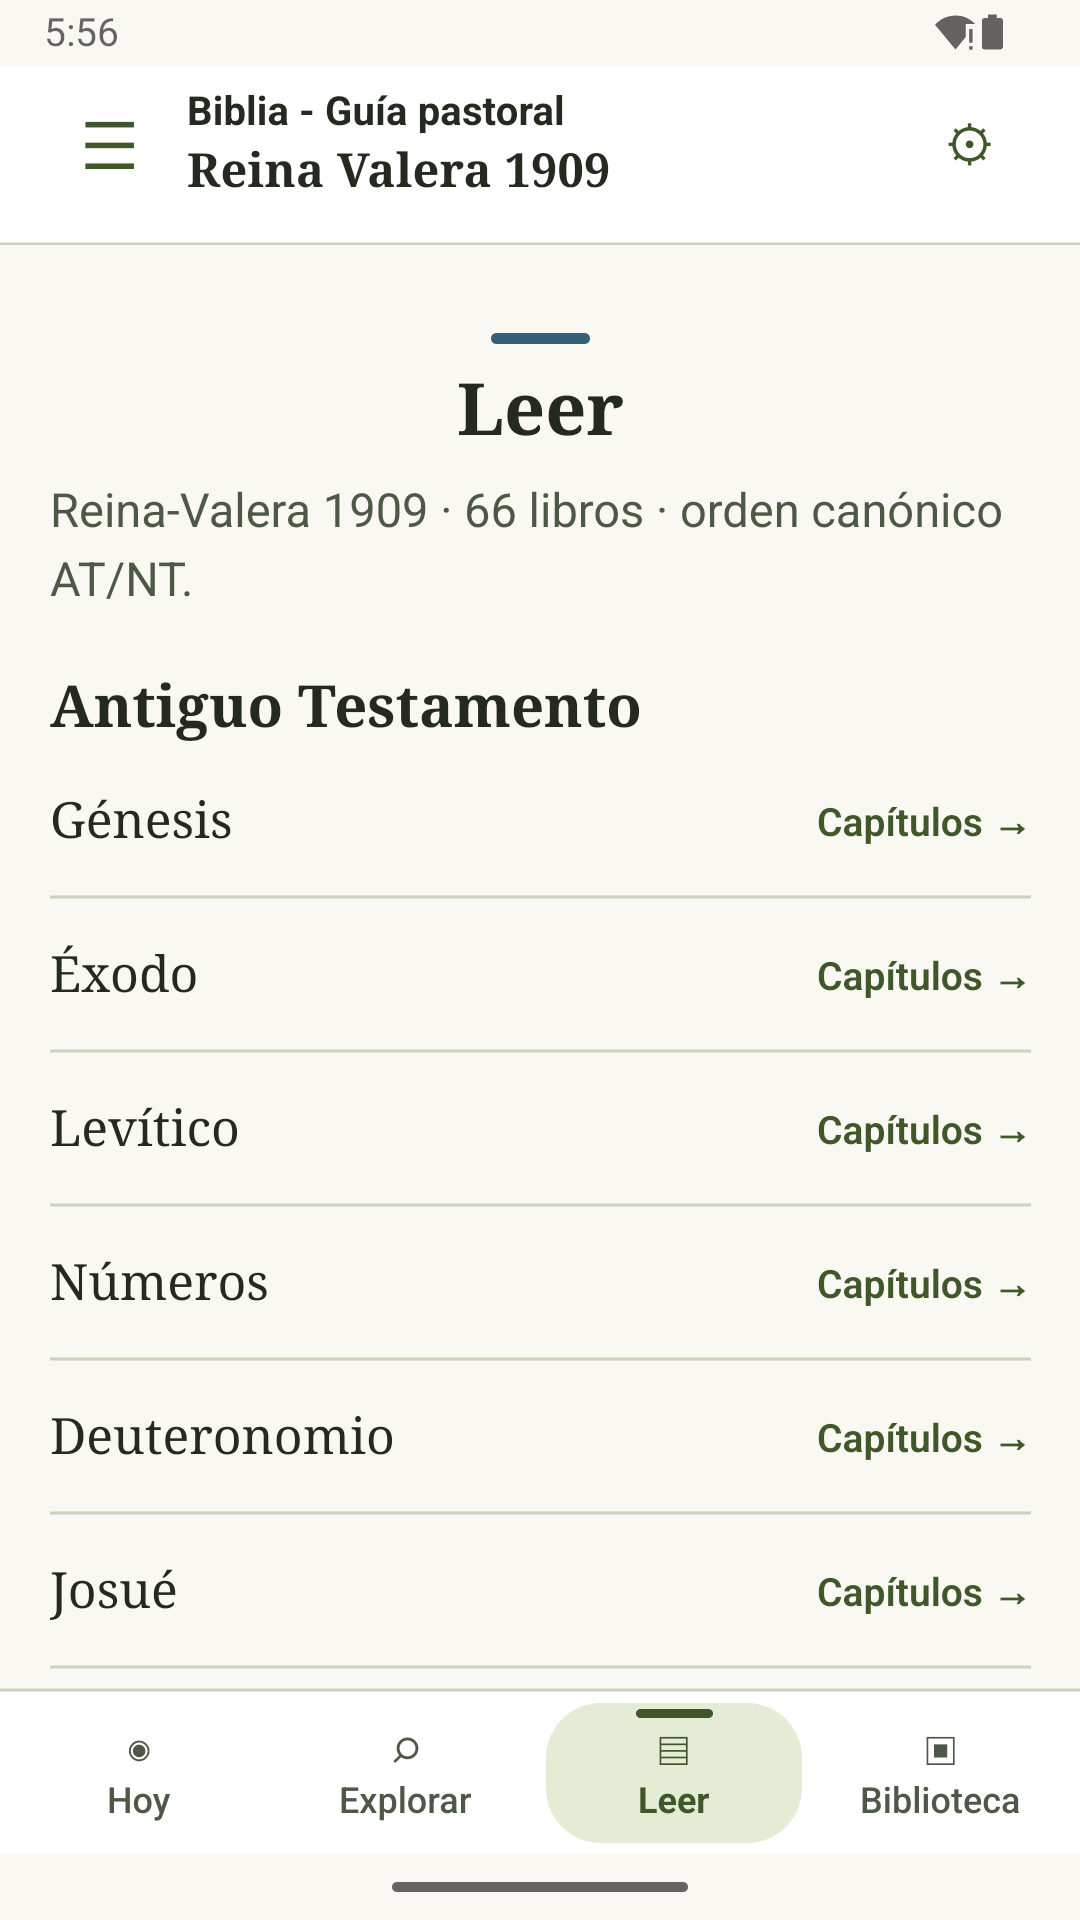 5:56
Biblia - Guía pastoral
Reina Valera 1909
Leer
Reina-Valera 1909 · 66 libros · orden canónico
AT/NT.
Antiguo Testamento
Génesis Capítulos →
Éxodo Capítulos →
Levítico Capítulos →
Números Capítulos →
Deuteronomio Capítulos →
Josué Capítulos →
Hoy Explorar Leer Biblioteca